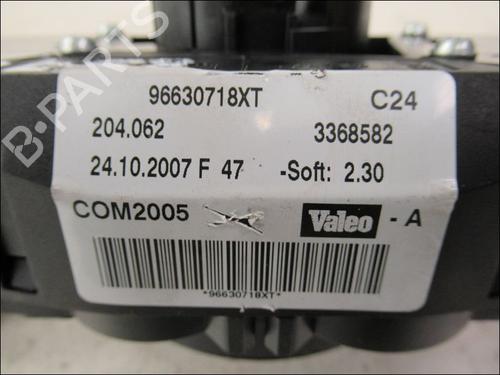 B-PARTS
96630718XT C24
204.062 3368582
24.10.2007 F 47 -Soft: 2.30
COM2005 Valeo - A
*96630718XT*